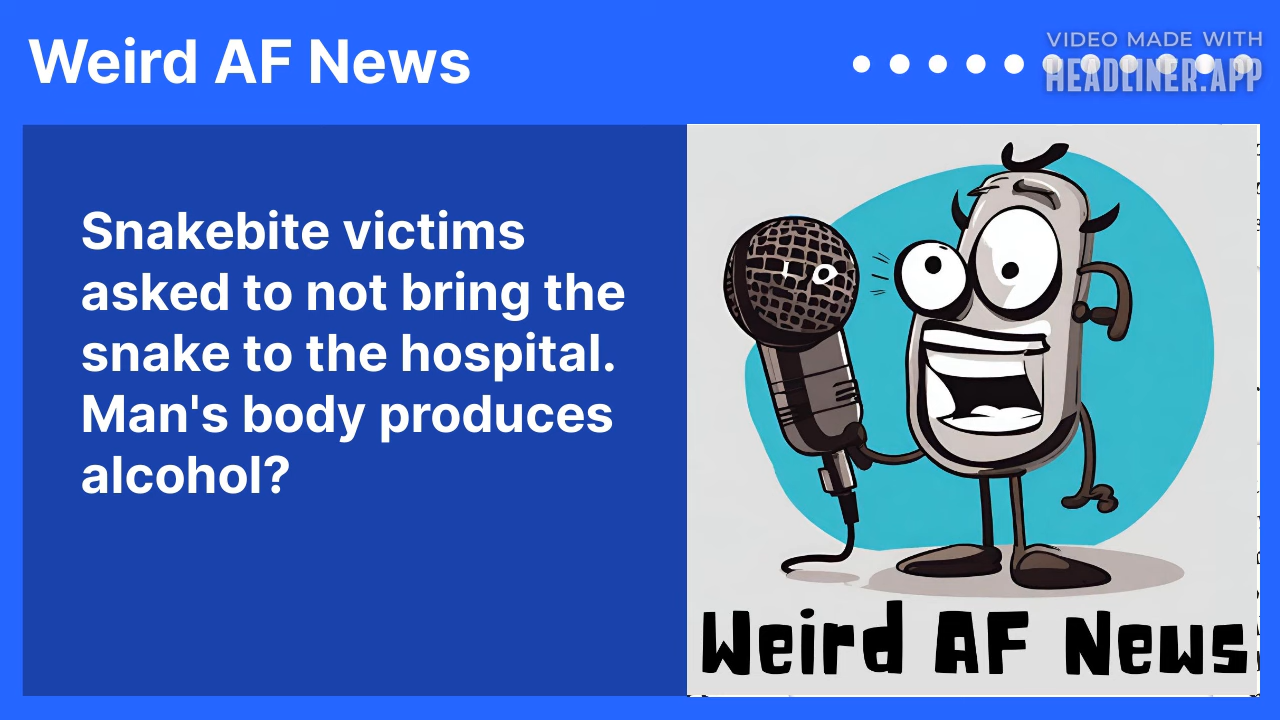 Weird AF News
VIDEO MADE WITH
HEADLINER.APP
Snakebite victims
asked to not bring the
snake to the hospital.
Man's body produces
alcohol?
Weird AF News